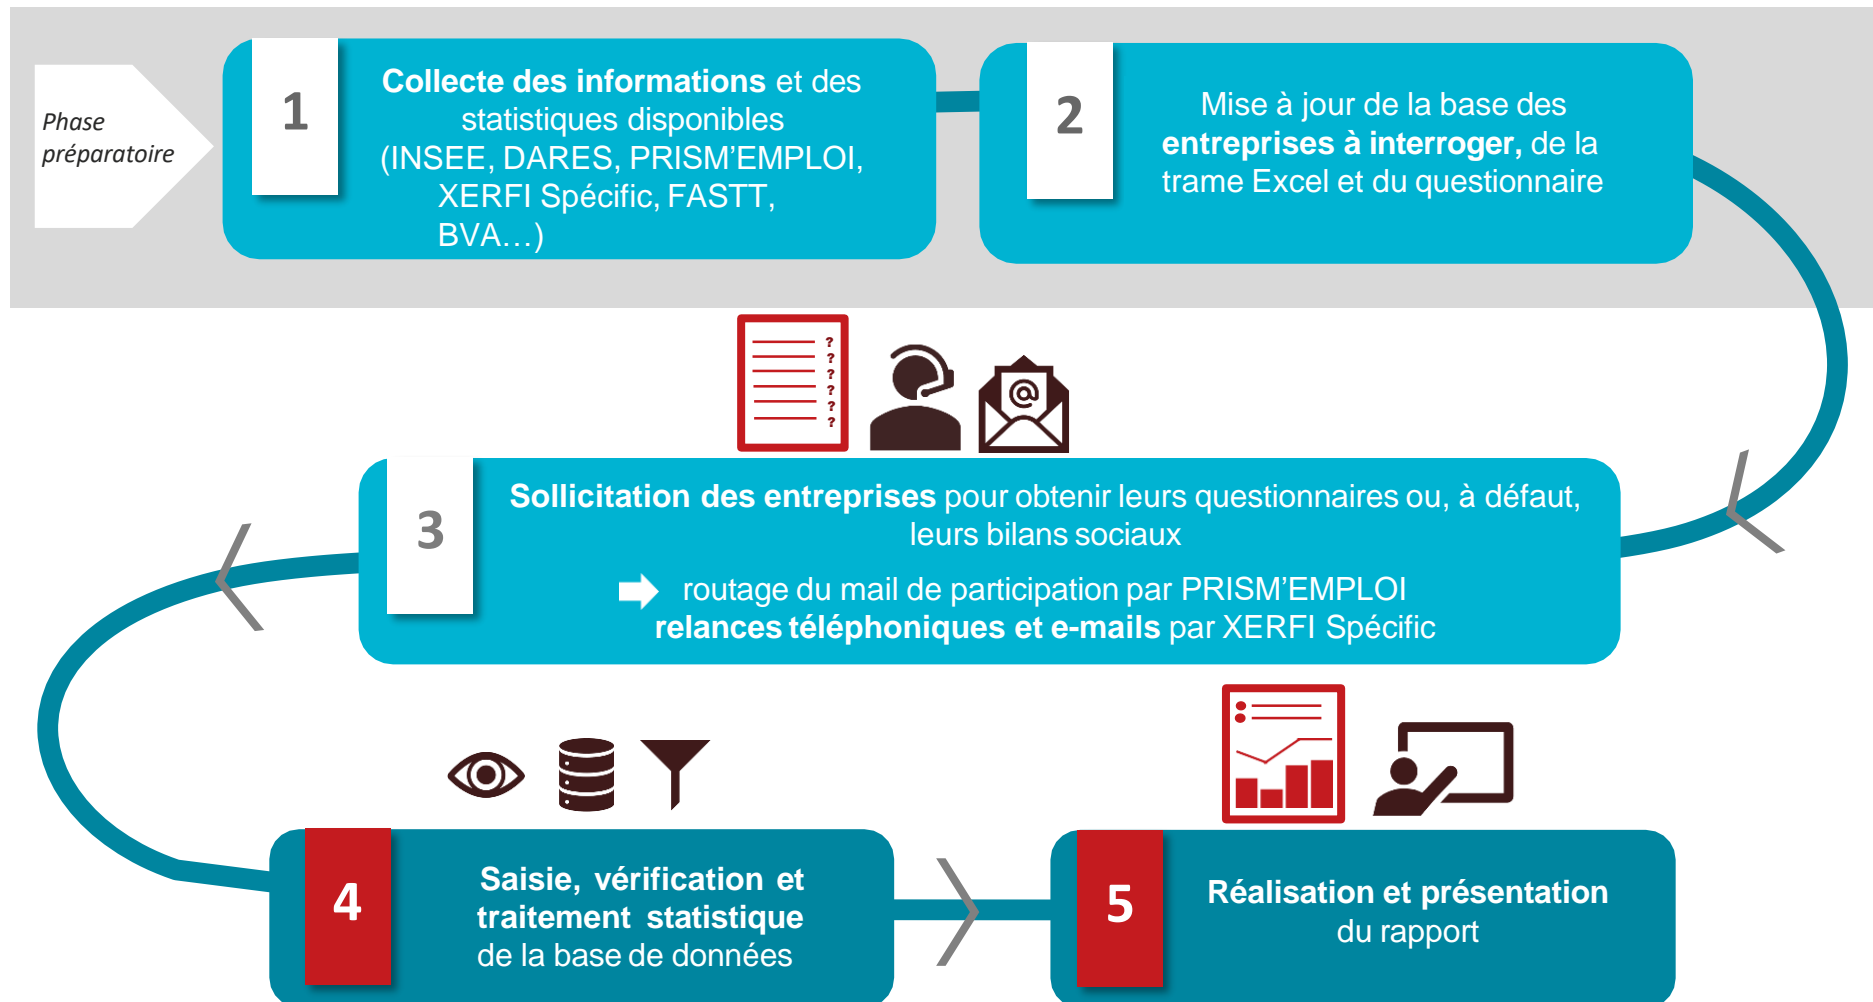 Phase
préparatoire
1
Collecte des informations et des
statistiques disponibles
(INSEE, DARES, PRISM’EMPLOI,
XERFI Spécific, FASTT,
BVA…)
2
Mise à jour de la base des
entreprises à interroger, de la
trame Excel et du questionnaire
?
?
?
?
?
?
@
3
Sollicitation des entreprises pour obtenir leurs questionnaires ou, à défaut,
leurs bilans sociaux
routage du mail de participation par PRISM’EMPLOI
relances téléphoniques et e-mails par XERFI Spécific
4
Saisie, vérification et
traitement statistique
de la base de données
5
Réalisation et présentation
du rapport